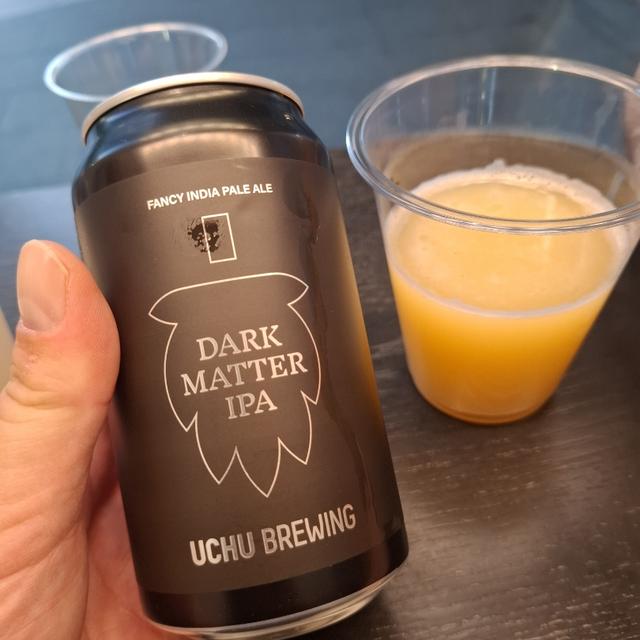 FANCY INDIA PALE ALE
DARK
MATTER
IPA
UCHU BREWING